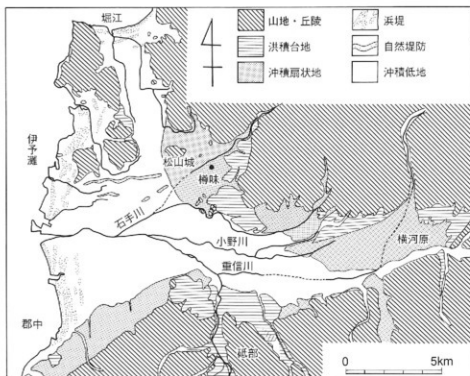 堀江
山地・丘陵
浜堤
洪積台地
自然堤防
沖積扇状地
沖積低地
伊予灘
松山城
樽味
石手川
小野川
横河原
重信川
郡中
砥部
0
5km